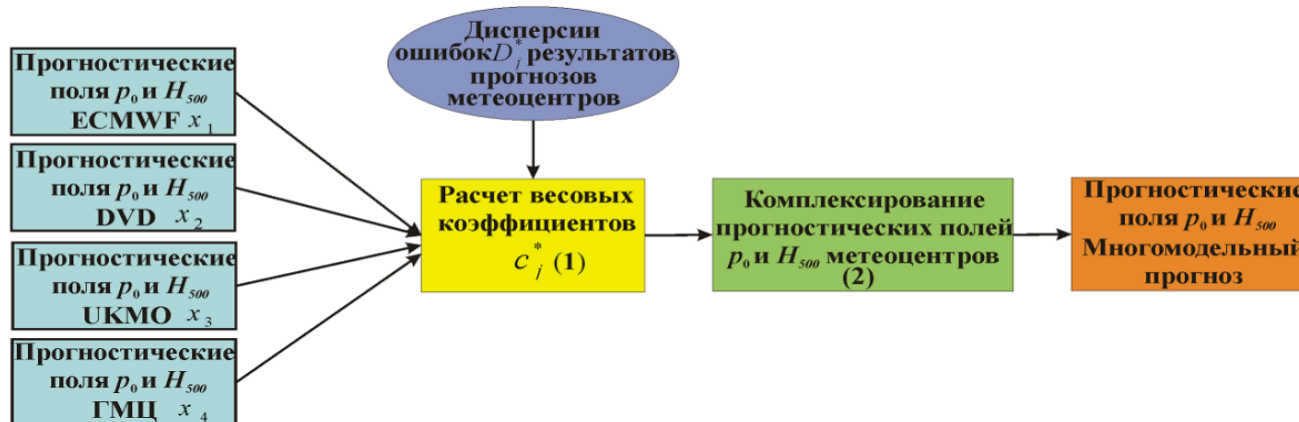 Прогностические
поля p₀ и H₅₀₀
ECMWF x₁
Прогностические
поля p₀ и H₅₀₀
DVD x₂
Прогностические
поля p₀ и H₅₀₀
UKMO x₃
Прогностические
поля p₀ и H₅₀₀
ГМЦ x₄
Дисперсии
ошибок D*ⱼ результатов
прогнозов
метеоцентров
Расчет весовых
коэффициентов
c*ⱼ (1)
Комплексирование
прогностических полей
p₀ и H₅₀₀ метеоцентров
(2)
Прогностические
поля p₀ и H₅₀₀
Многомодельный
прогноз